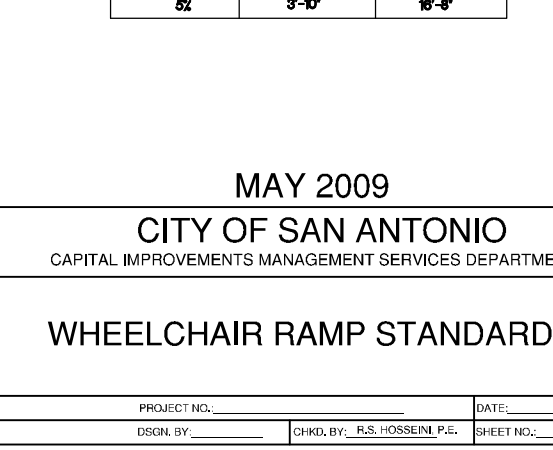 5% 3'-10" 16'-8"
MAY 2009
CITY OF SAN ANTONIO
CAPITAL IMPROVEMENTS MANAGEMENT SERVICES DEPARTME
WHEELCHAIR RAMP STANDARD
PROJECT NO.: DATE:
DSGN. BY: CHKD. BY: R.S. HOSSEINI, P.E. SHEET NO.: